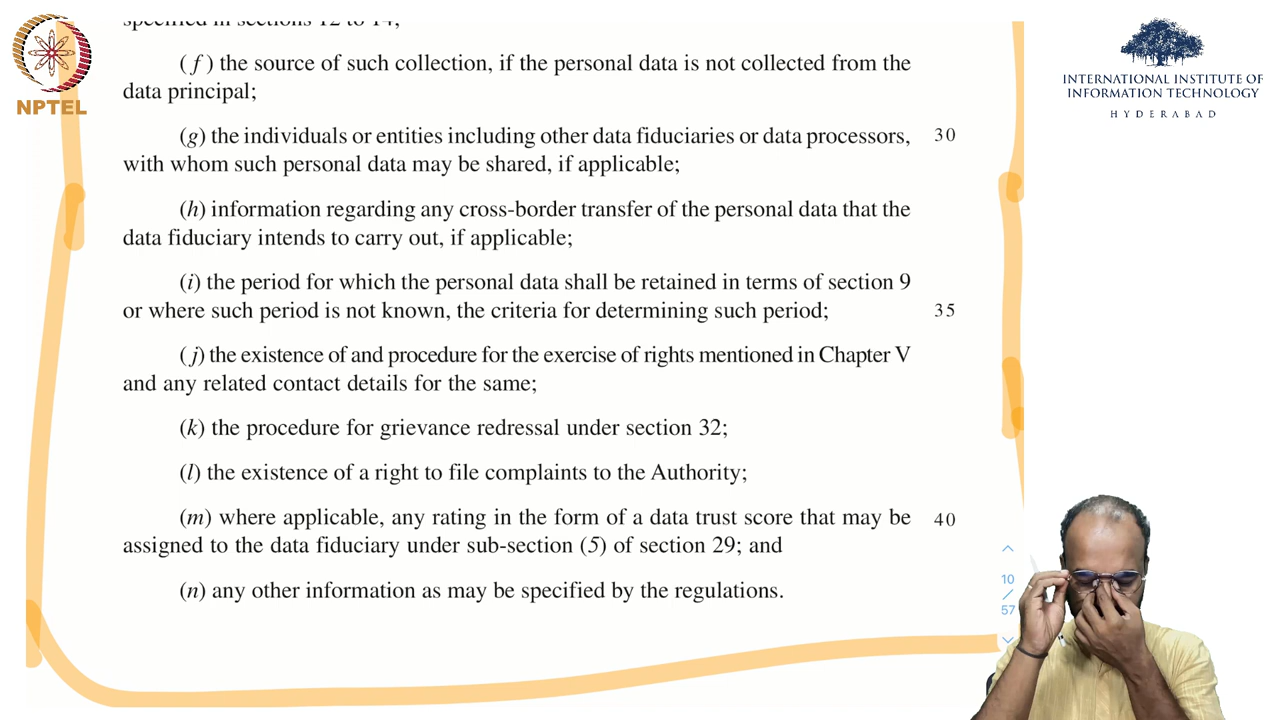 specified in sections 12 to 14;
(f) the source of such collection, if the personal data is not collected from the
data principal;
(g) the individuals or entities including other data fiduciaries or data processors, 30
with whom such personal data may be shared, if applicable;
(h) information regarding any cross-border transfer of the personal data that the
data fiduciary intends to carry out, if applicable;
(i) the period for which the personal data shall be retained in terms of section 9
or where such period is not known, the criteria for determining such period; 35
(j) the existence of and procedure for the exercise of rights mentioned in Chapter V
and any related contact details for the same;
(k) the procedure for grievance redressal under section 32;
(l) the existence of a right to file complaints to the Authority;
(m) where applicable, any rating in the form of a data trust score that may be 40
assigned to the data fiduciary under sub-section (5) of section 29; and
(n) any other information as may be specified by the regulations.
NPTEL
INTERNATIONAL INSTITUTE OF
INFORMATION TECHNOLOGY
HYDERABAD
10
/
57